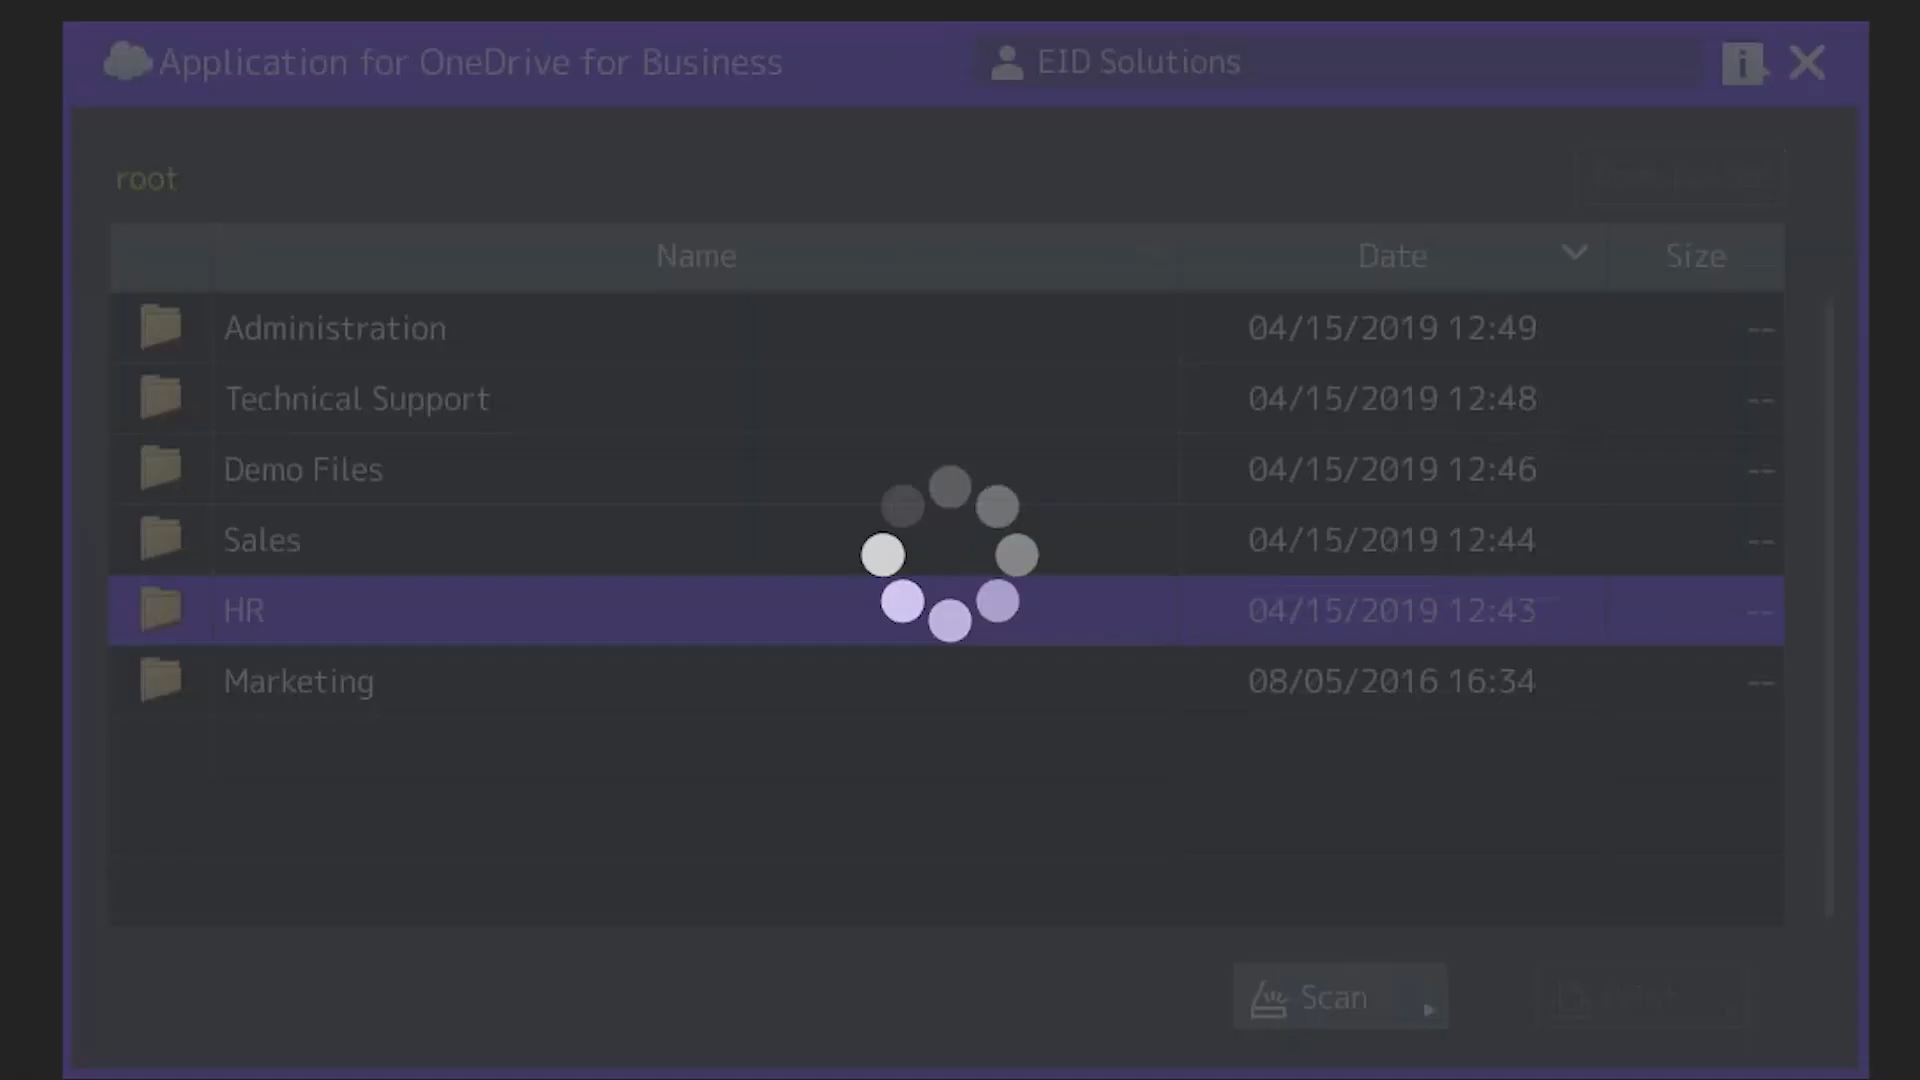 Application for OneDrive for Business
EID Solutions
root
Name Date Size
Administration 04/15/2019 12:49 --
Technical Support 04/15/2019 12:48 --
Demo Files 04/15/2019 12:46 --
Sales 04/15/2019 12:44 --
HR 04/15/2019 12:43 --
Marketing 08/05/2016 16:34 --
Scan